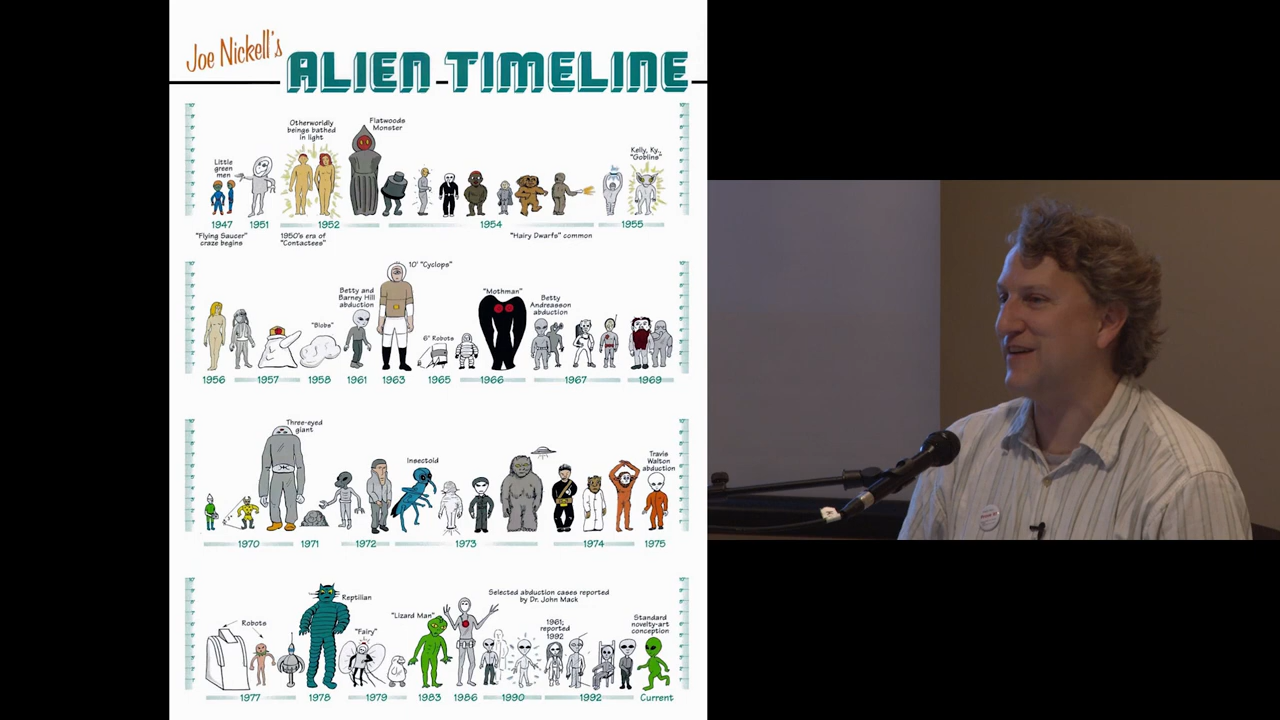 Joe Nickell's
ALIEN TIMELINE
Otherworldly
beings bathed
in light
Flatwoods
Monster
Little
green
men
Kelly, Ky.,
"Goblins"
1947 1951 1952 1954 1955
"Flying Saucer"
craze begins
1950's era of
"Contactees"
"Hairy Dwarfs" common
10' "Cyclops"
Betty and
Barney Hill
abduction
"Mothman"
Betty
Andreasson
abduction
"Blobs"
6" Robots
1956 1957 1958 1961 1963 1965 1966 1967 1969
Three-eyed
giant
Insectoid
Travis
Walton
abduction
1970 1971 1972 1973 1974 1975
Selected abduction cases reported
by Dr. John Mack
Reptilian
Robots
"Lizard Man"
"Fairy"
1961;
reported
1992
Standard
novelty-art
conception
1977 1978 1979 1983 1986 1990 1992 Current